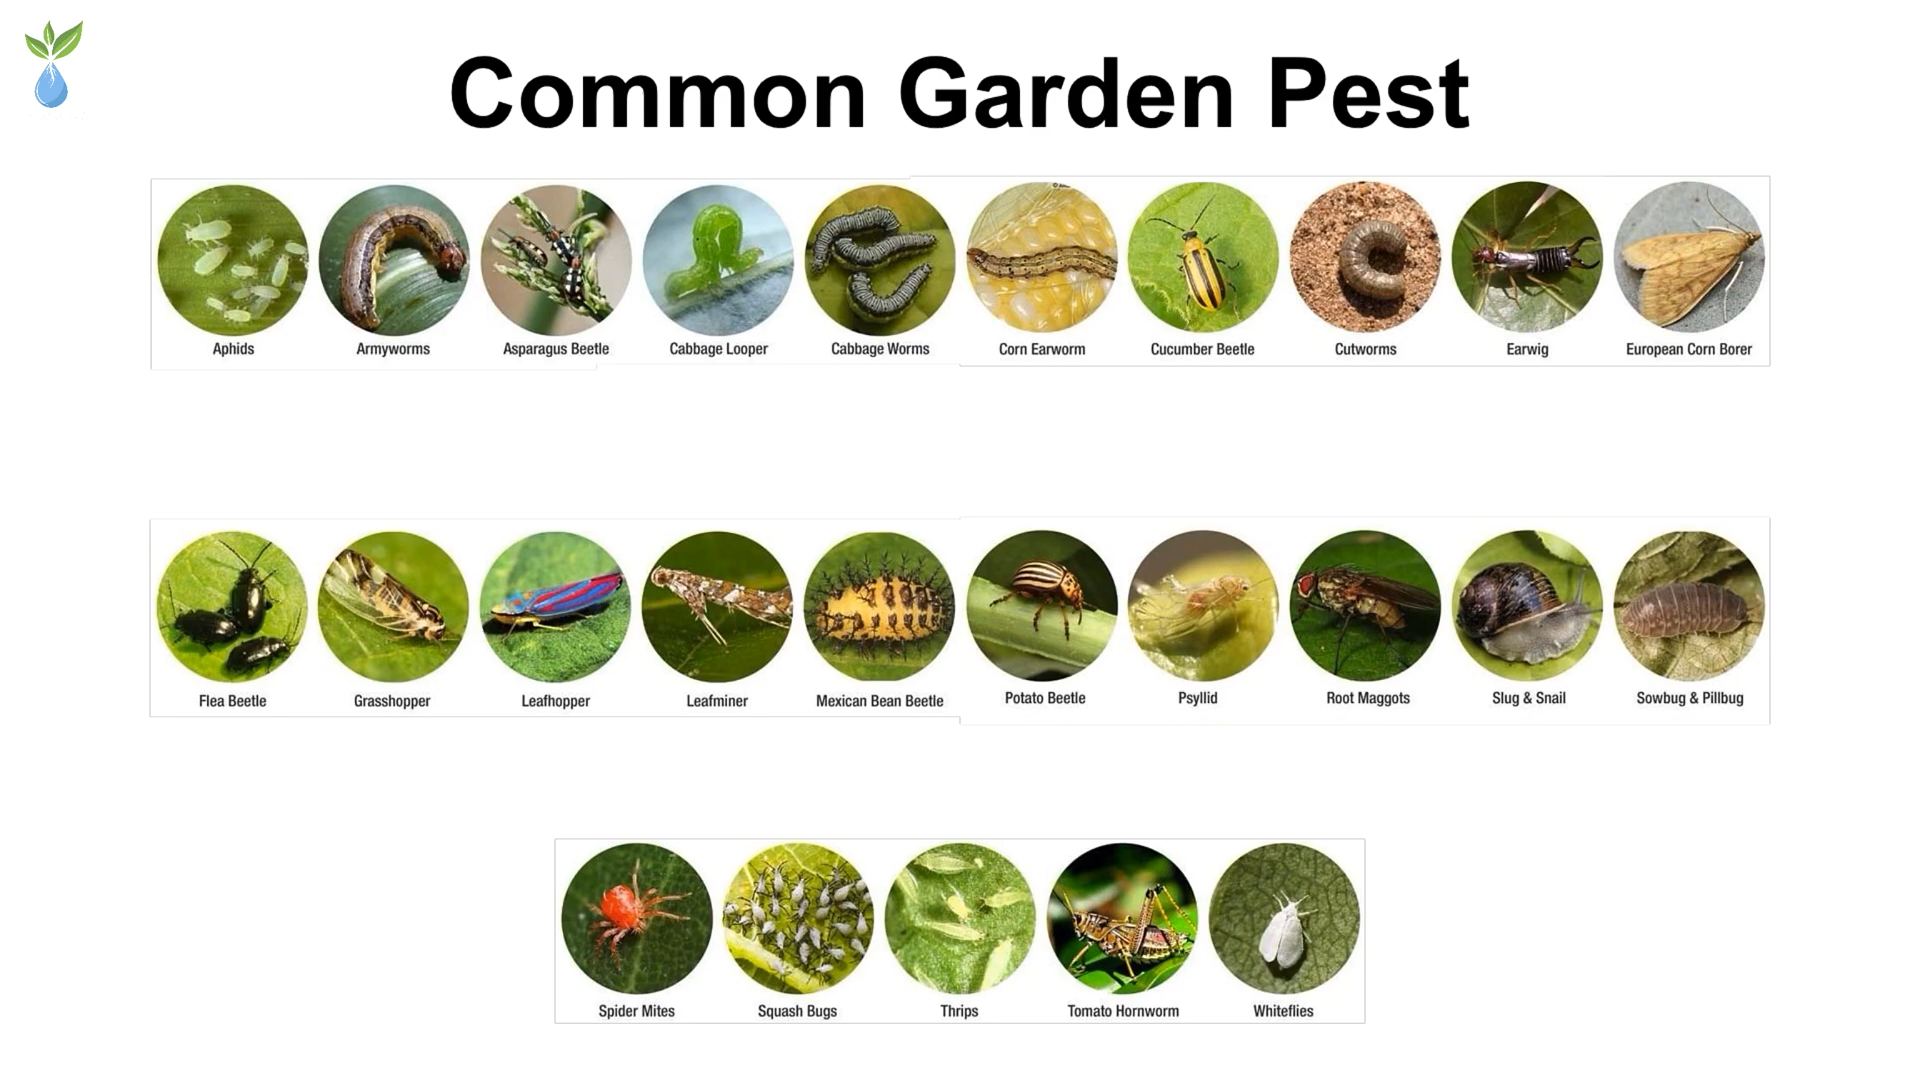 Common Garden Pest
Aphids
Armyworms
Asparagus Beetle
Cabbage Looper
Cabbage Worms
Corn Earworm
Cucumber Beetle
Cutworms
Earwig
European Corn Borer
Flea Beetle
Grasshopper
Leafhopper
Leafminer
Mexican Bean Beetle
Potato Beetle
Psyllid
Root Maggots
Slug & Snail
Sowbug & Pillbug
Spider Mites
Squash Bugs
Thrips
Tomato Hornworm
Whiteflies